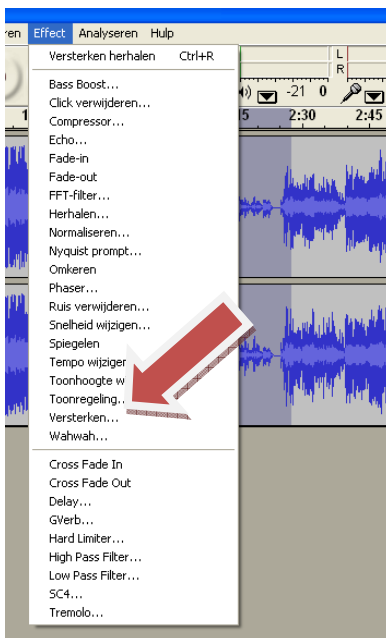 en Effect Analyseren Hulp
Versterken herhalen Ctrl+R
L
R
Bass Boost...
-21 0
Click verwijderen...
Compressor...
1 15 2:30 2:45
Echo...
Fade-in
Fade-out
FFT-filter...
Herhalen...
Normaliseren...
Nyquist prompt...
Omkeren
Phaser...
Ruis verwijderen...
Snelheid wijzigen...
Spiegelen
Tempo wijziger
Toonhoogte w
Toonregeling..
Versterken...
Wahwah...
Cross Fade In
Cross Fade Out
Delay...
GVerb...
Hard Limiter...
High Pass Filter...
Low Pass Filter...
SC4...
Tremolo...